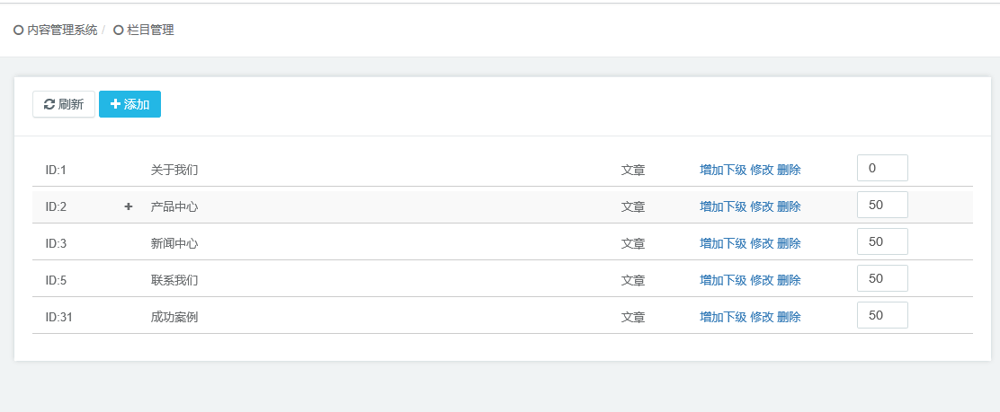 内容管理系统 / 栏目管理
刷新 添加
ID:1 关于我们 文章 增加下级 修改 删除 0
ID:2 产品中心 文章 增加下级 修改 删除 50
ID:3 新闻中心 文章 增加下级 修改 删除 50
ID:5 联系我们 文章 增加下级 修改 删除 50
ID:31 成功案例 文章 增加下级 修改 删除 50